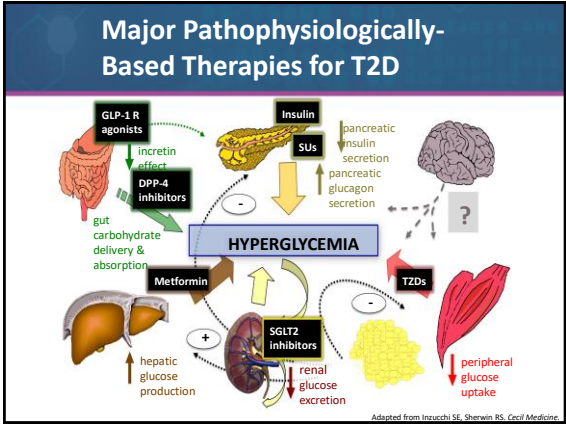 Major Pathophysiologically-
Based Therapies for T2D
GLP-1 R
agonists
incretin
effect
DPP-4
inhibitors
gut
carbohydrate
delivery &
absorption
Insulin
SUs
pancreatic
insulin
secretion
pancreatic
glucagon
secretion
-
?
HYPERGLYCEMIA
Metformin
TZDs
-
+
SGLT2
inhibitors
hepatic
glucose
production
renal
glucose
excretion
peripheral
glucose
uptake
Adapted from Inzucchi SE, Sherwin RS. Cecil Medicine.